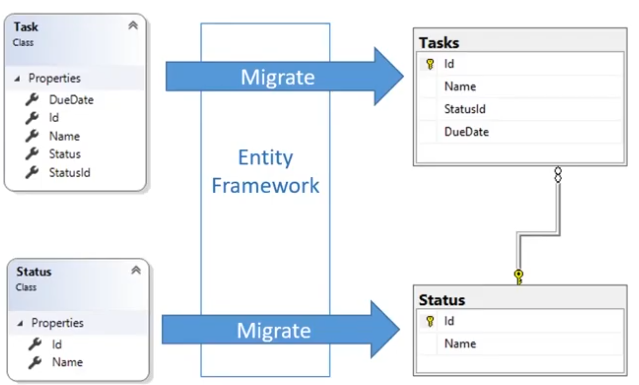 Task
Class
Properties
DueDate
Id
Name
Status
StatusId
Migrate
Tasks
Id
Name
StatusId
DueDate
Entity
Framework
Status
Class
Properties
Id
Name
Migrate
Status
Id
Name